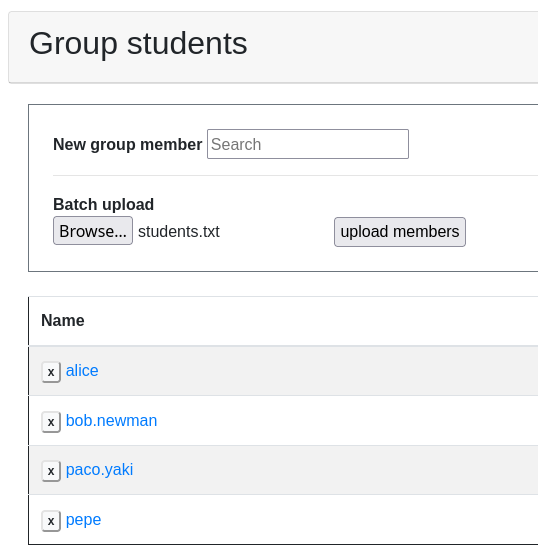 Group students
New group member Search
Batch upload
Browse... students.txt upload members
Name
x alice
x bob.newman
x paco.yaki
x pepe